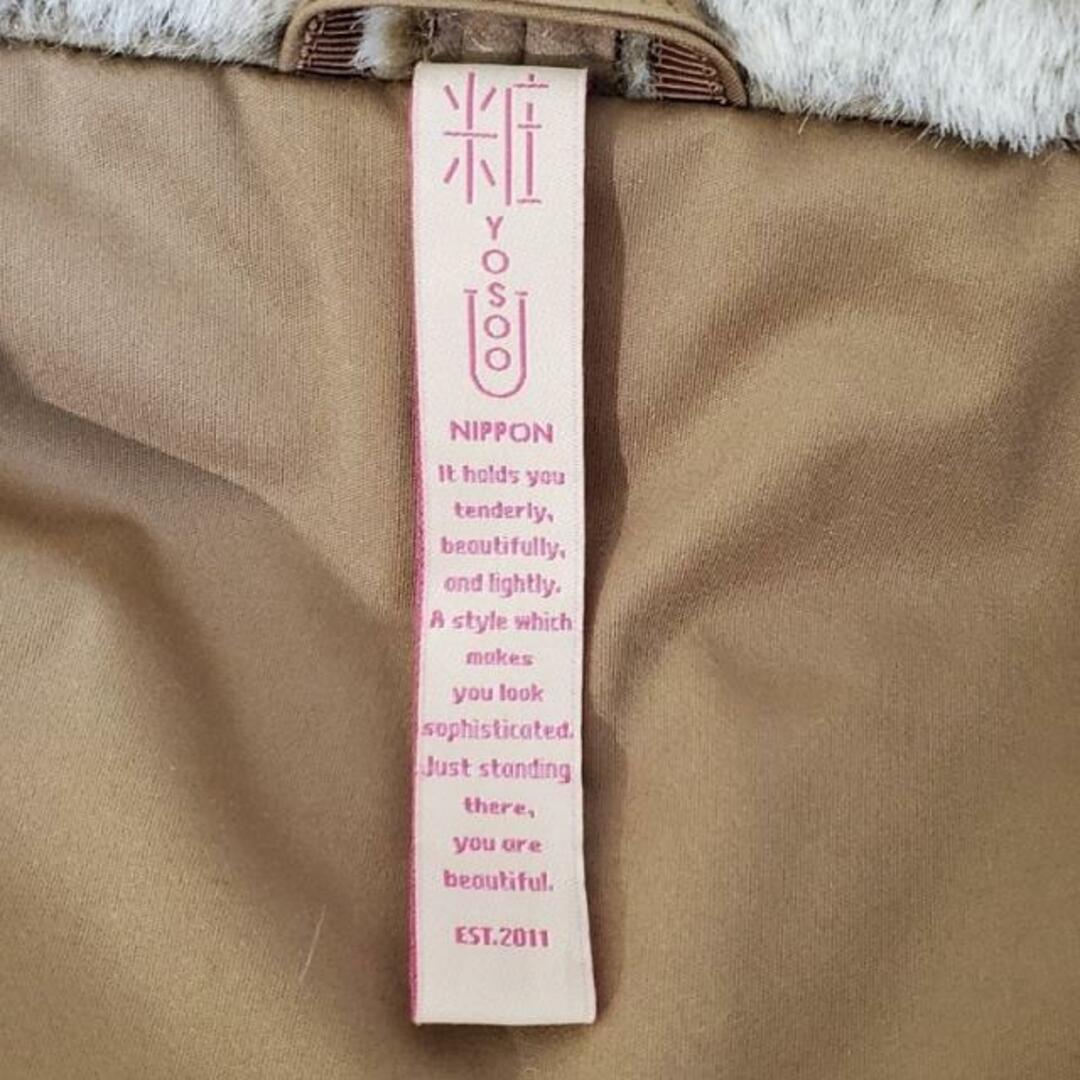 粧
YOSOO
NIPPON
It holds you
tenderly,
beautifully,
and lightly.
A style which
makes
you look
sophisticated.
Just standing
there,
you are
beautiful.
EST.2011